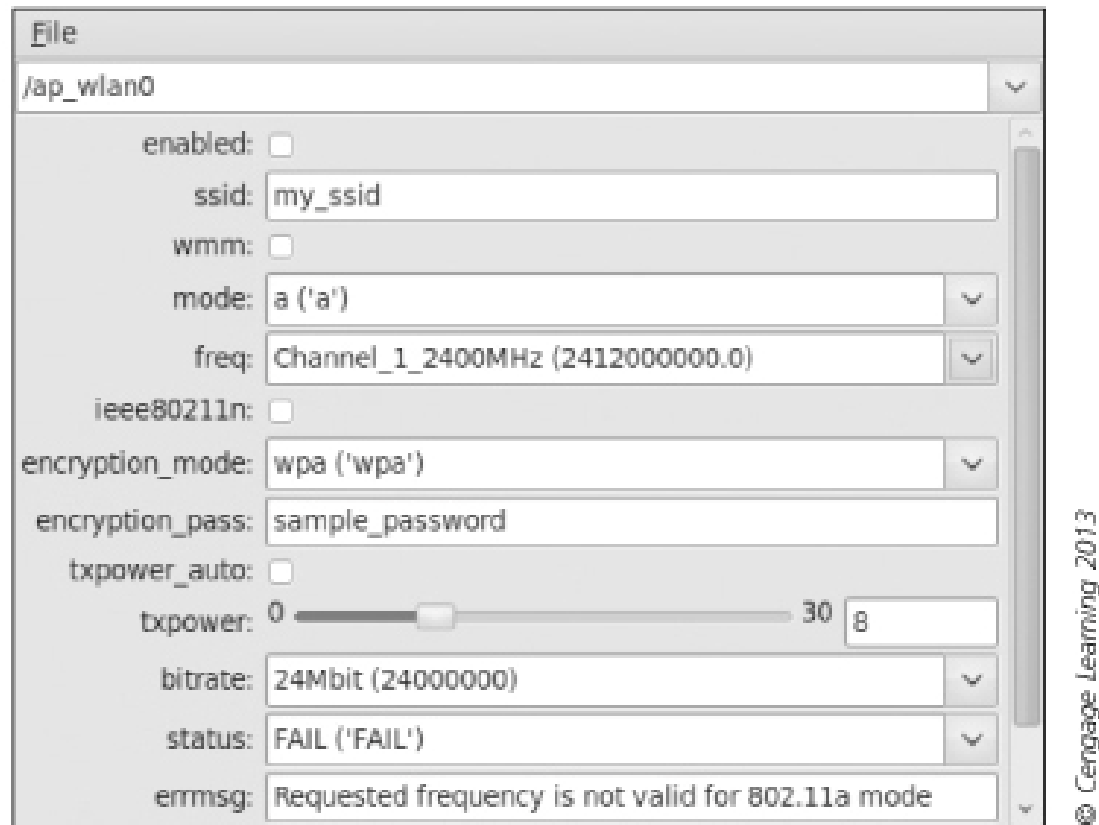 File
/ap_wlan0
enabled:
ssid: my_ssid
wmm:
mode: a ('a')
freq: Channel_1_2400MHz (2412000000.0)
ieee80211n:
encryption_mode: wpa ('wpa')
encryption_pass: sample_password
txpower_auto:
txpower: 0 30 8
bitrate: 24Mbit (24000000)
status: FAIL ('FAIL')
errmsg: Requested frequency is not valid for 802.11a mode
© Cengage Learning 2013